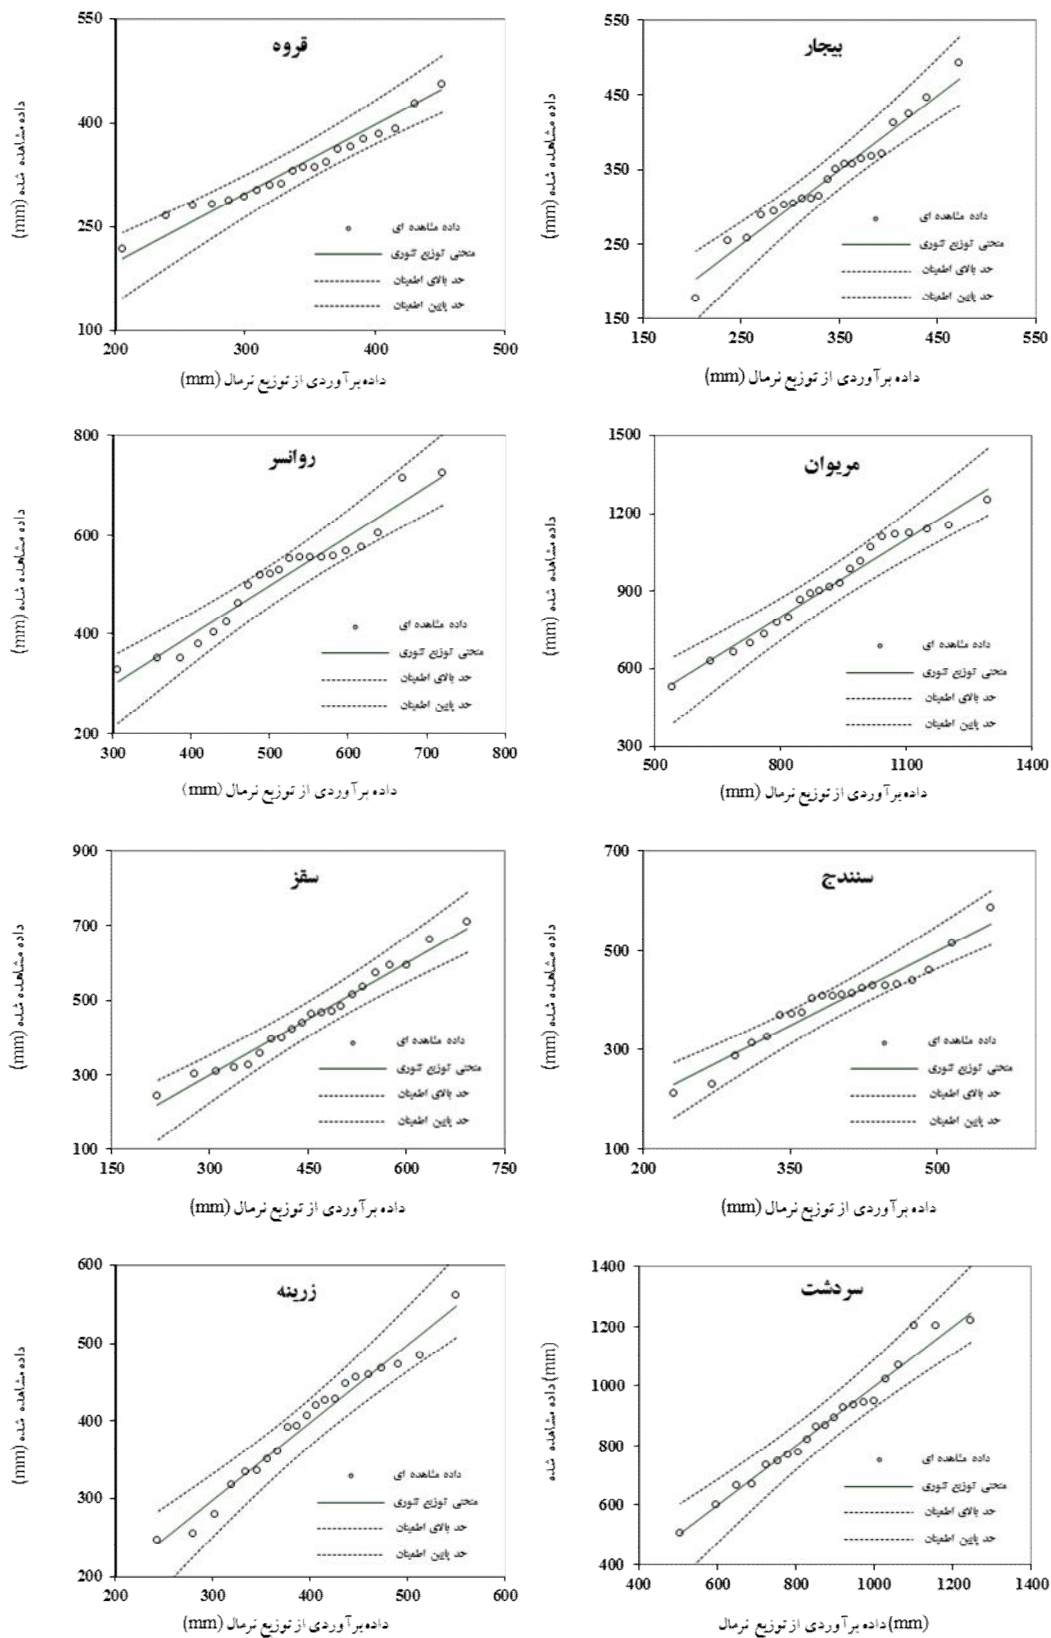 قروه
داده مشاهده شده (mm)
550
400
250
100
200
300
400
500
داده مشاهده ای
منحنی توزیع تئوری
حد بالای اطمینان
حد پایین اطمینان
داده برآوردی از توزیع نرمال (mm)
بیجار
داده مشاهده شده (mm)
550
450
350
250
150
150
250
350
450
550
داده مشاهده ای
منحنی توزیع تئوری
حد بالای اطمینان
حد پایین اطمینان
داده برآوردی از توزیع نرمال (mm)
روانسر
داده مشاهده شده (mm)
800
600
400
200
300
400
500
600
700
800
داده مشاهده ای
منحنی توزیع تئوری
حد بالای اطمینان
حد پایین اطمینان
داده برآوردی از توزیع نرمال (mm)
مریوان
داده مشاهده شده (mm)
1500
1200
900
600
300
500
800
1100
1400
داده مشاهده ای
منحنی توزیع تئوری
حد بالای اطمینان
حد پایین اطمینان
داده برآوردی از توزیع نرمال (mm)
سقز
داده مشاهده شده (mm)
900
700
500
300
100
150
300
450
600
750
داده مشاهده ای
منحنی توزیع تئوری
حد بالای اطمینان
حد پایین اطمینان
داده برآوردی از توزیع نرمال (mm)
سنندج
داده مشاهده شده (mm)
700
500
300
100
200
350
500
داده مشاهده ای
منحنی توزیع تئوری
حد بالای اطمینان
حد پایین اطمینان
داده برآوردی از توزیع نرمال (mm)
زرینه
داده مشاهده شده (mm)
600
500
400
300
200
200
300
400
500
600
داده مشاهده ای
منحنی توزیع تئوری
حد بالای اطمینان
حد پایین اطمینان
داده برآوردی از توزیع نرمال (mm)
سردشت
داده مشاهده شده (mm)
1400
1200
1000
800
600
400
400
600
800
1000
1200
1400
داده مشاهده ای
منحنی توزیع تئوری
حد بالای اطمینان
حد پایین اطمینان
داده برآوردی از توزیع نرمال (mm)